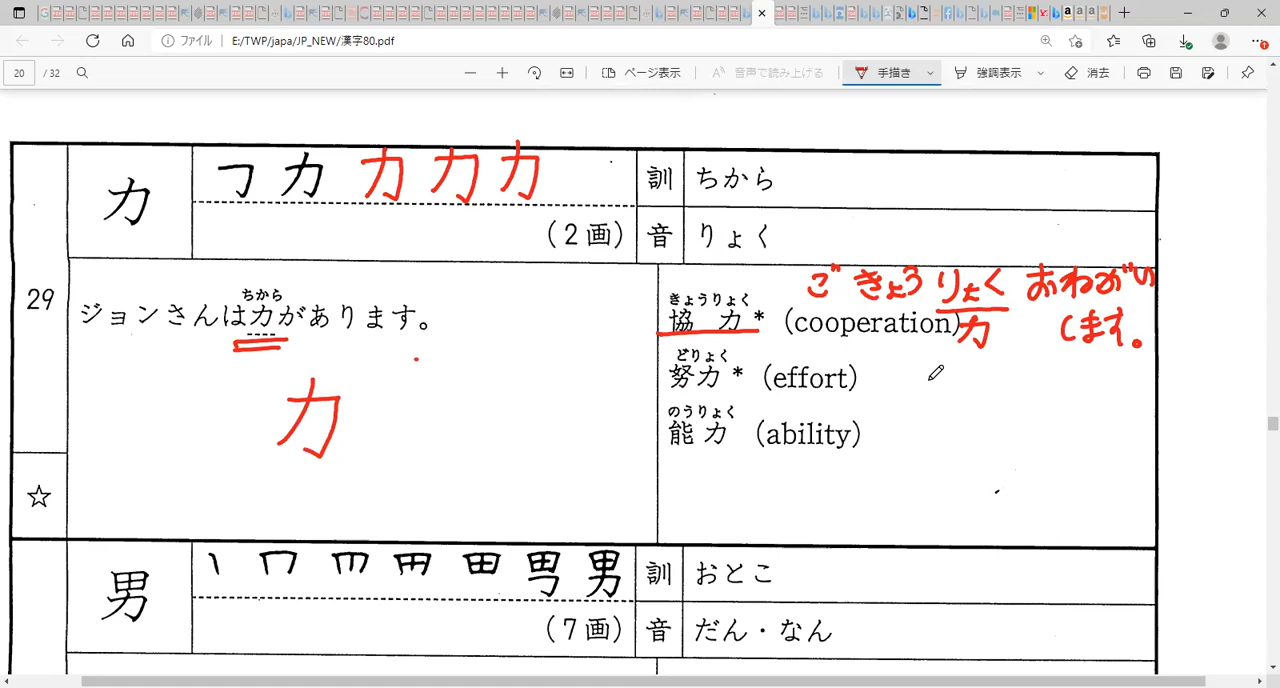 ファイル E:/TWP/japa/JP_NEW/漢字80.pdf
20 / 32 ページ表示 音声で読み上げる 手描き 強調表示 消去
力 フ 力 力 力 力 訓 ちから
(2画) 音 りょく
29
ちから
ジョンさんは力があります。
力
ごきょうりょく おねがい
します。
力
きょうりょく
協力* (cooperation)
どりょく
努力* (effort)
のうりょく
能力 (ability)
☆
男 男 訓 おとこ
(7画) 音 だん・なん